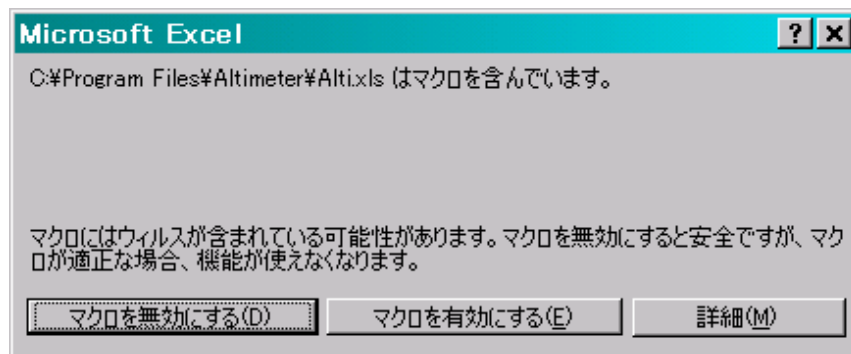 Microsoft Excel
C:¥Program Files¥Altimeter¥Alti.xls はマクロを含んでいます。
マクロにはウィルスが含まれている可能性があります。マクロを無効にすると安全ですが、マク
ロが適正な場合、機能が使えなくなります。
マクロを無効にする(D) マクロを有効にする(E) 詳細(M)